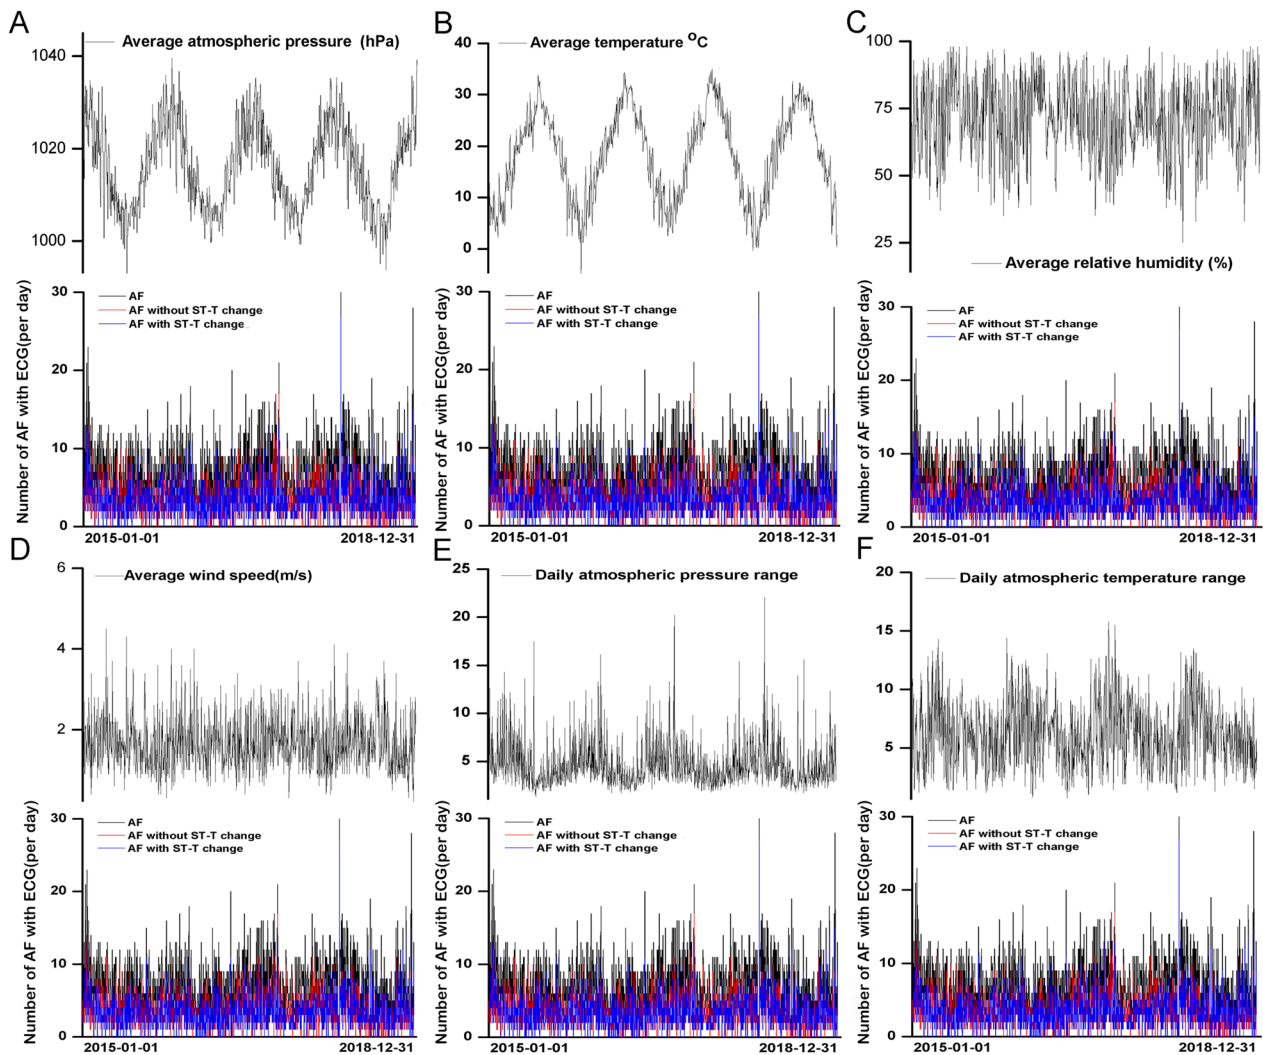 A
Average atmospheric pressure (hPa)
1040
1020
1000
Number of AF with ECG(per day)
30
20
10
0
AF
AF without ST-T change
AF with ST-T change
2015-01-01
2018-12-31
B
Average temperature °C
40
30
20
10
0
Number of AF with ECG(per day)
30
20
10
0
AF
AF without ST-T change
AF with ST-T change
2015-01-01
2018-12-31
C
100
75
50
25
Average relative humidity (%)
Number of AF with ECG(per day)
30
20
10
0
AF
AF without ST-T change
AF with ST-T change
2015-01-01
2018-12-31
D
Average wind speed(m/s)
6
4
2
Number of AF with ECG(per day)
30
20
10
0
AF
AF without ST-T change
AF with ST-T change
2015-01-01
2018-12-31
E
Daily atmospheric pressure range
25
20
15
10
5
Number of AF with ECG(per day)
30
20
10
0
AF
AF without ST-T change
AF with ST-T change
2015-01-01
2018-12-31
F
Daily atmospheric temperature range
20
15
10
5
Number of AF with ECG(per day)
30
20
10
0
AF
AF without ST-T change
AF with ST-T change
2015-01-01
2018-12-31